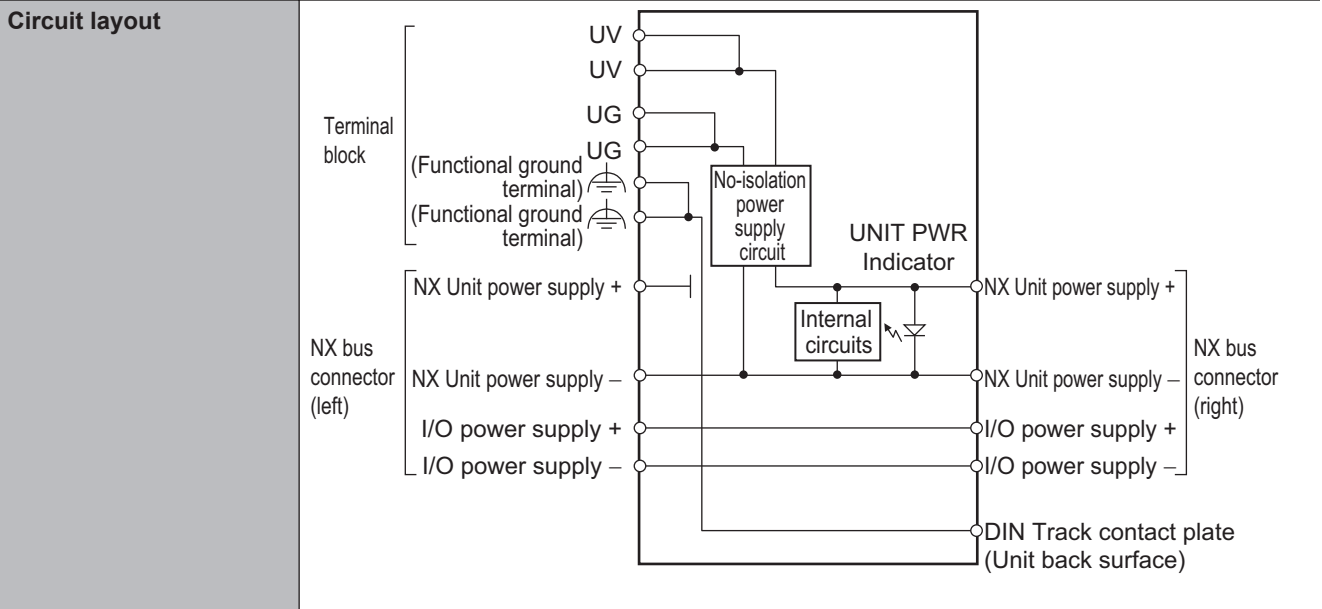 Circuit layout
UV
UV
UG
UG
Terminal
block
(Functional ground
terminal)
(Functional ground
terminal)
No-isolation
power
supply
circuit
UNIT PWR
Indicator
NX Unit power supply +
NX Unit power supply +
Internal
circuits
NX bus
connector
(left)
NX bus
connector
(right)
NX Unit power supply –
NX Unit power supply –
I/O power supply +
I/O power supply +
I/O power supply –
I/O power supply –
DIN Track contact plate
(Unit back surface)